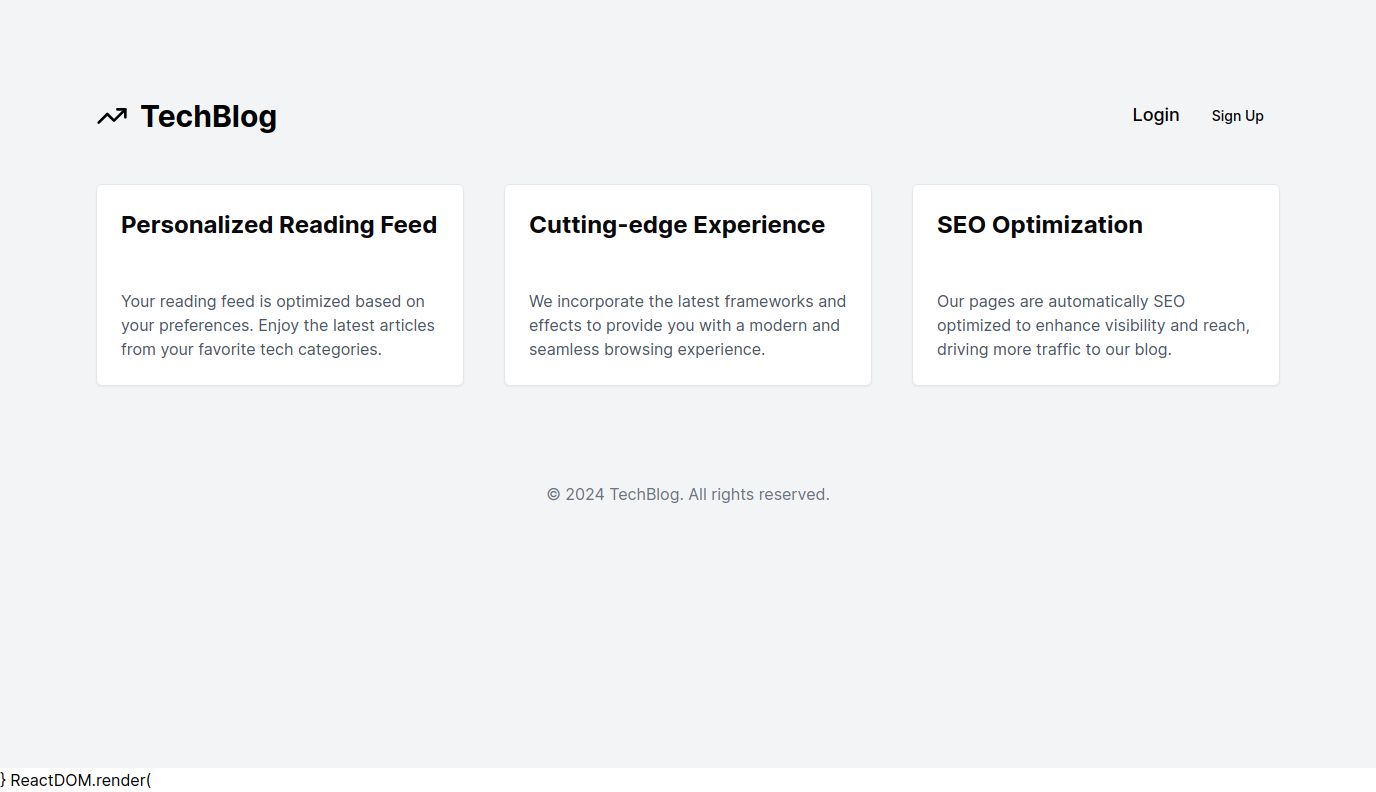 TechBlog
Login
Sign Up
Personalized Reading Feed
Your reading feed is optimized based on
your preferences. Enjoy the latest articles
from your favorite tech categories.
Cutting-edge Experience
We incorporate the latest frameworks and
effects to provide you with a modern and
seamless browsing experience.
SEO Optimization
Our pages are automatically SEO
optimized to enhance visibility and reach,
driving more traffic to our blog.
© 2024 TechBlog. All rights reserved.
} ReactDOM.render(